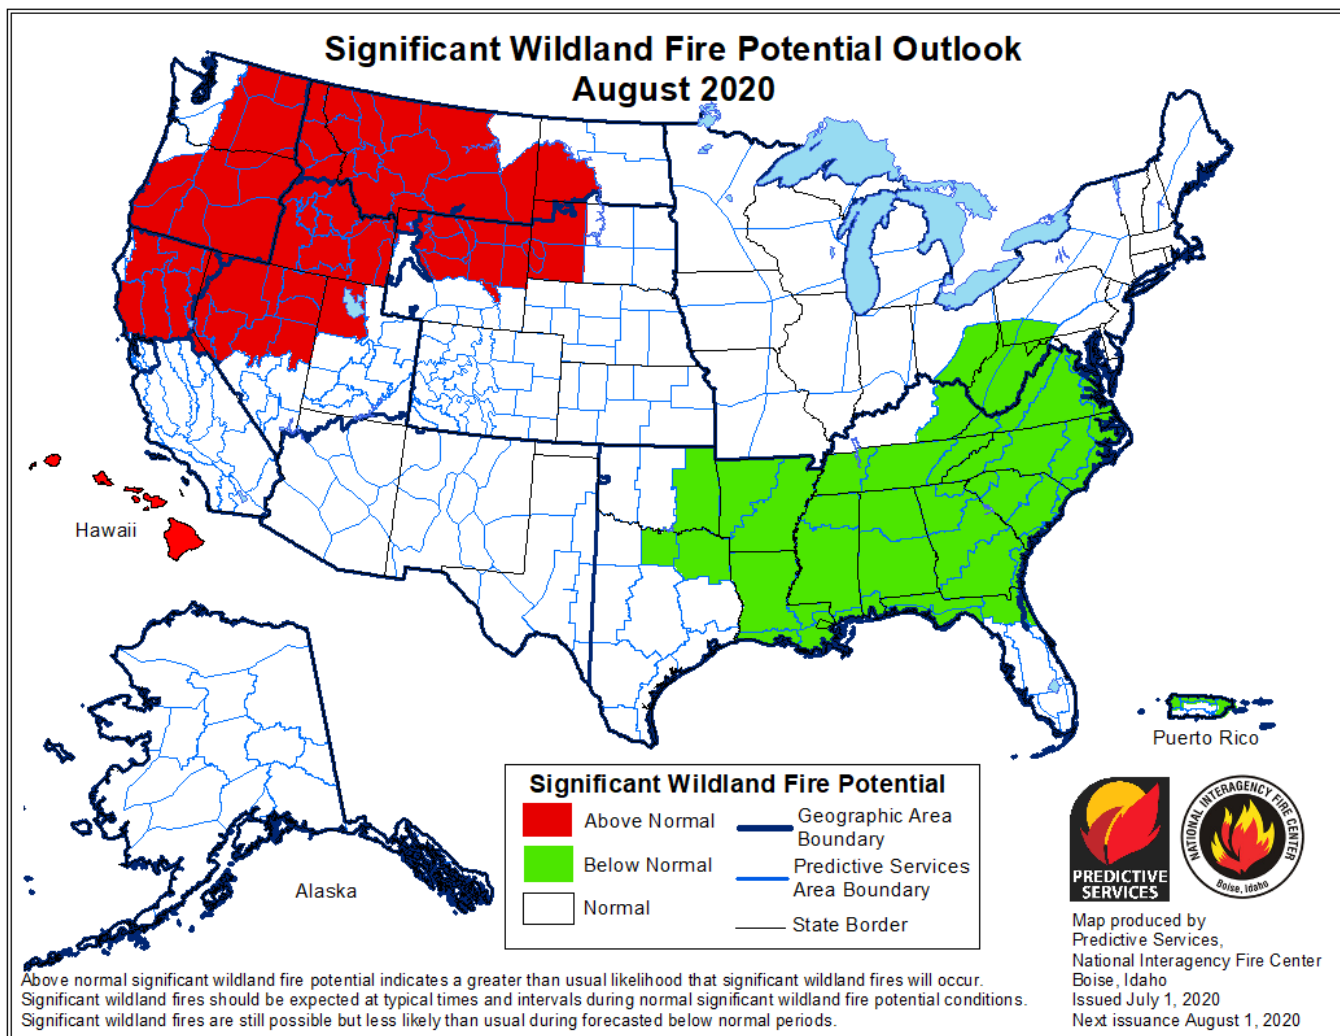 Significant Wildland Fire Potential Outlook
August 2020
Hawaii
Alaska
Puerto Rico
Significant Wildland Fire Potential
Above Normal
Below Normal
Normal
Geographic Area
Boundary
Predictive Services
Area Boundary
State Border
PREDICTIVE
SERVICES
NATIONAL INTERAGENCY FIRE CENTER
Boise, Idaho
Map produced by
Predictive Services,
National Interagency Fire Center
Boise, Idaho
Issued July 1, 2020
Next issuance August 1, 2020
Above normal significant wildland fire potential indicates a greater than usual likelihood that significant wildland fires will occur.
Significant wildland fires should be expected at typical times and intervals during normal significant wildland fire potential conditions.
Significant wildland fires are still possible but less likely than usual during forecasted below normal periods.